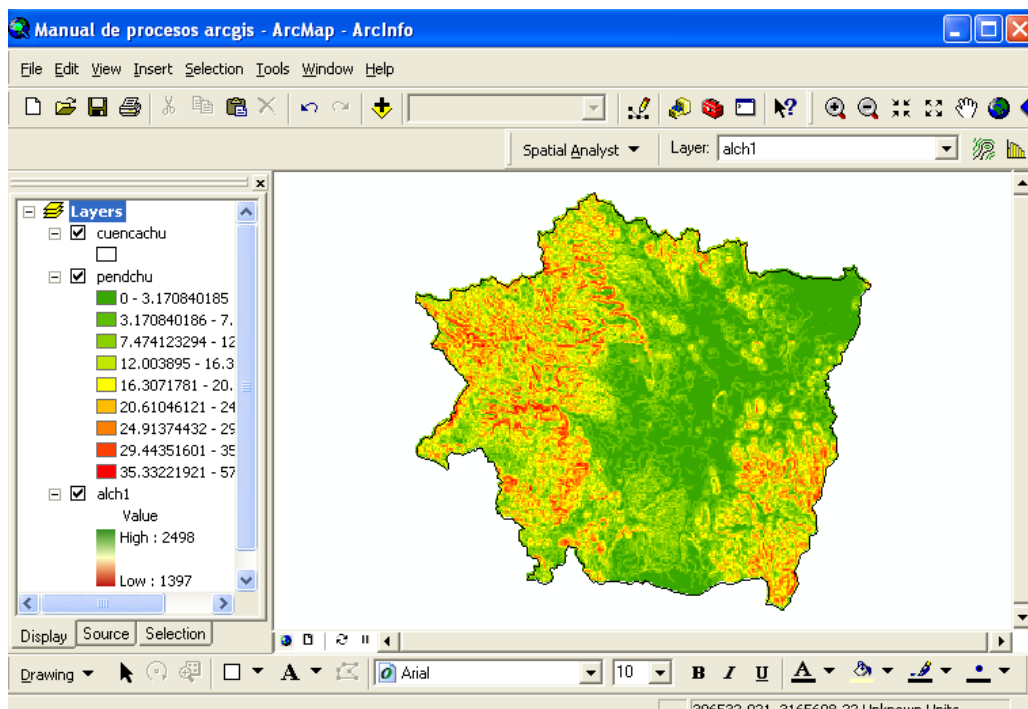 Manual de procesos arcgis - ArcMap - ArcInfo
File Edit View Insert Selection Tools Window Help
Spatial Analyst
Layer: alch1
Layers
cuencachu
pendchu
0 - 3.170840185
3.170840186 - 7.
7.474123294 - 12
12.003895 - 16.3
16.3071781 - 20.
20.61046121 - 24
24.91374432 - 29
29.44351601 - 35
35.33221921 - 57
alch1
Value
High : 2498
Low : 1397
Display Source Selection
Drawing A Arial 10 B I U A
Unknown Units